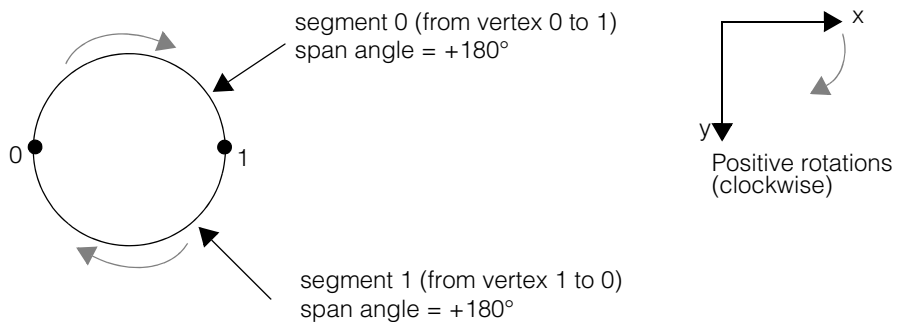 segment 0 (from vertex 0 to 1)
span angle = +180°
x
0
1
y
Positive rotations
(clockwise)
segment 1 (from vertex 1 to 0)
span angle = +180°